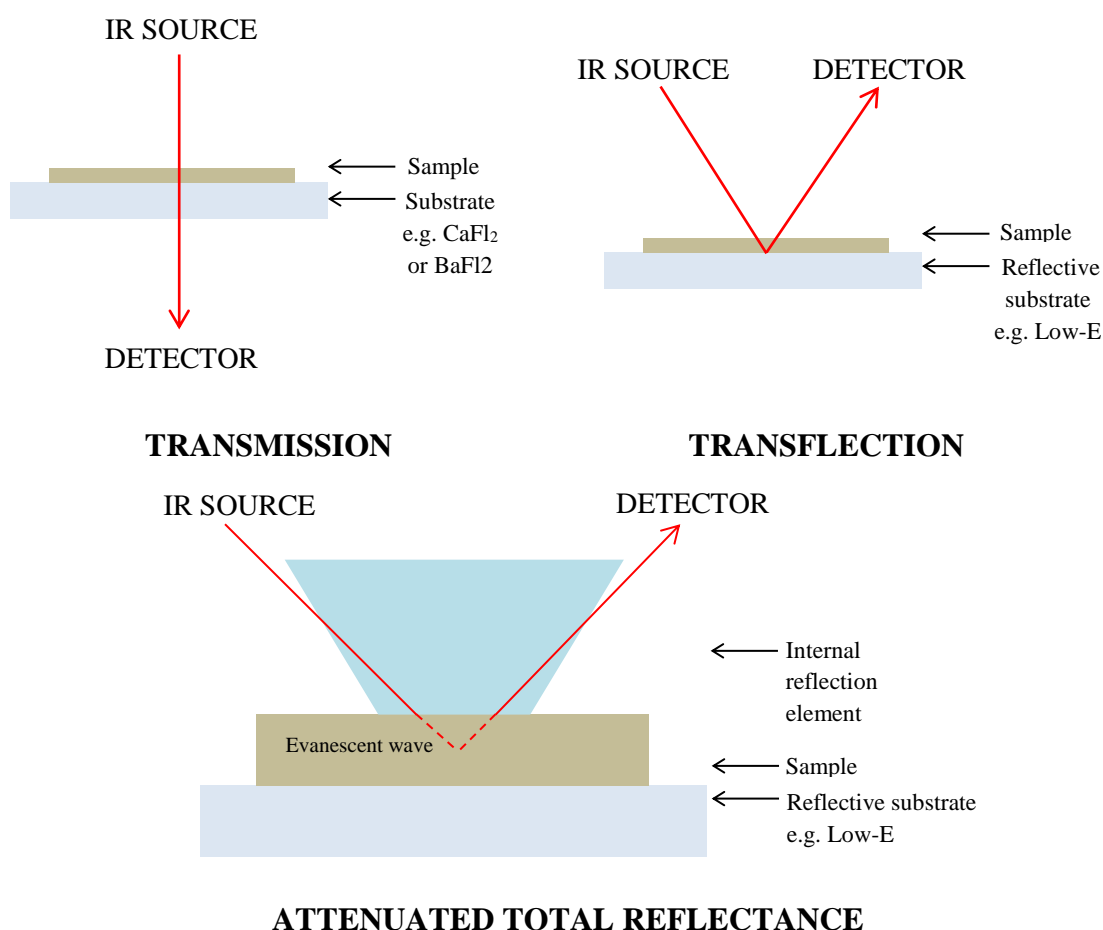 IR SOURCE
Sample
Substrate
e.g. CaFl₂
or BaFl2
DETECTOR
TRANSMISSION
IR SOURCE
DETECTOR
Sample
Reflective
substrate
e.g. Low-E
TRANSFLECTION
IR SOURCE
DETECTOR
Internal
reflection
element
Evanescent wave
Sample
Reflective substrate
e.g. Low-E
ATTENUATED TOTAL REFLECTANCE